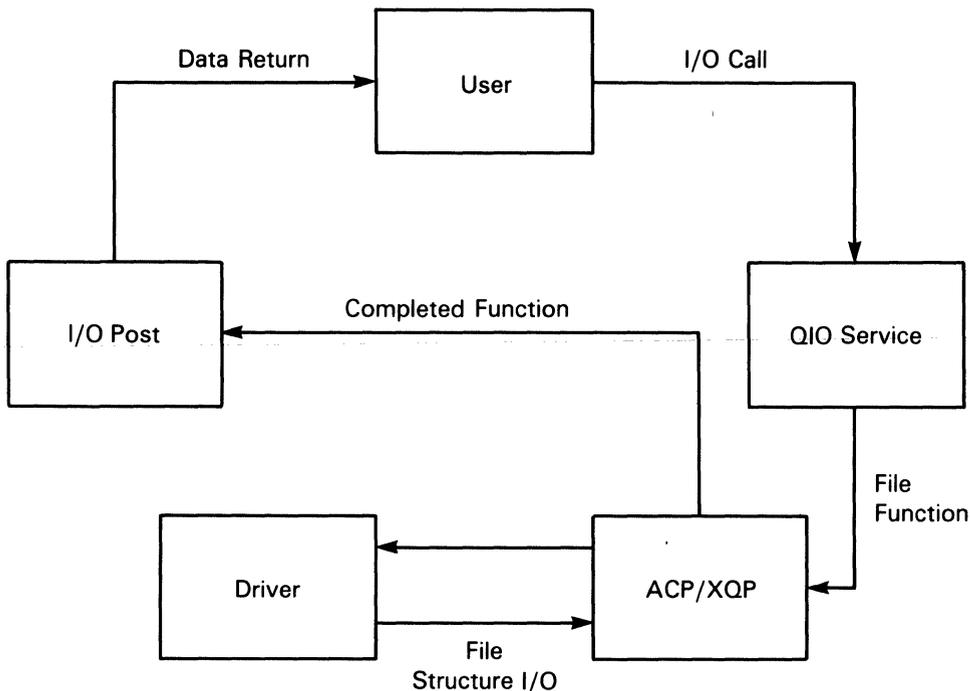 Data Return
User
I/O Call
I/O Post
Completed Function
QIO Service
File
Function
Driver
ACP/XQP
File
Structure I/O